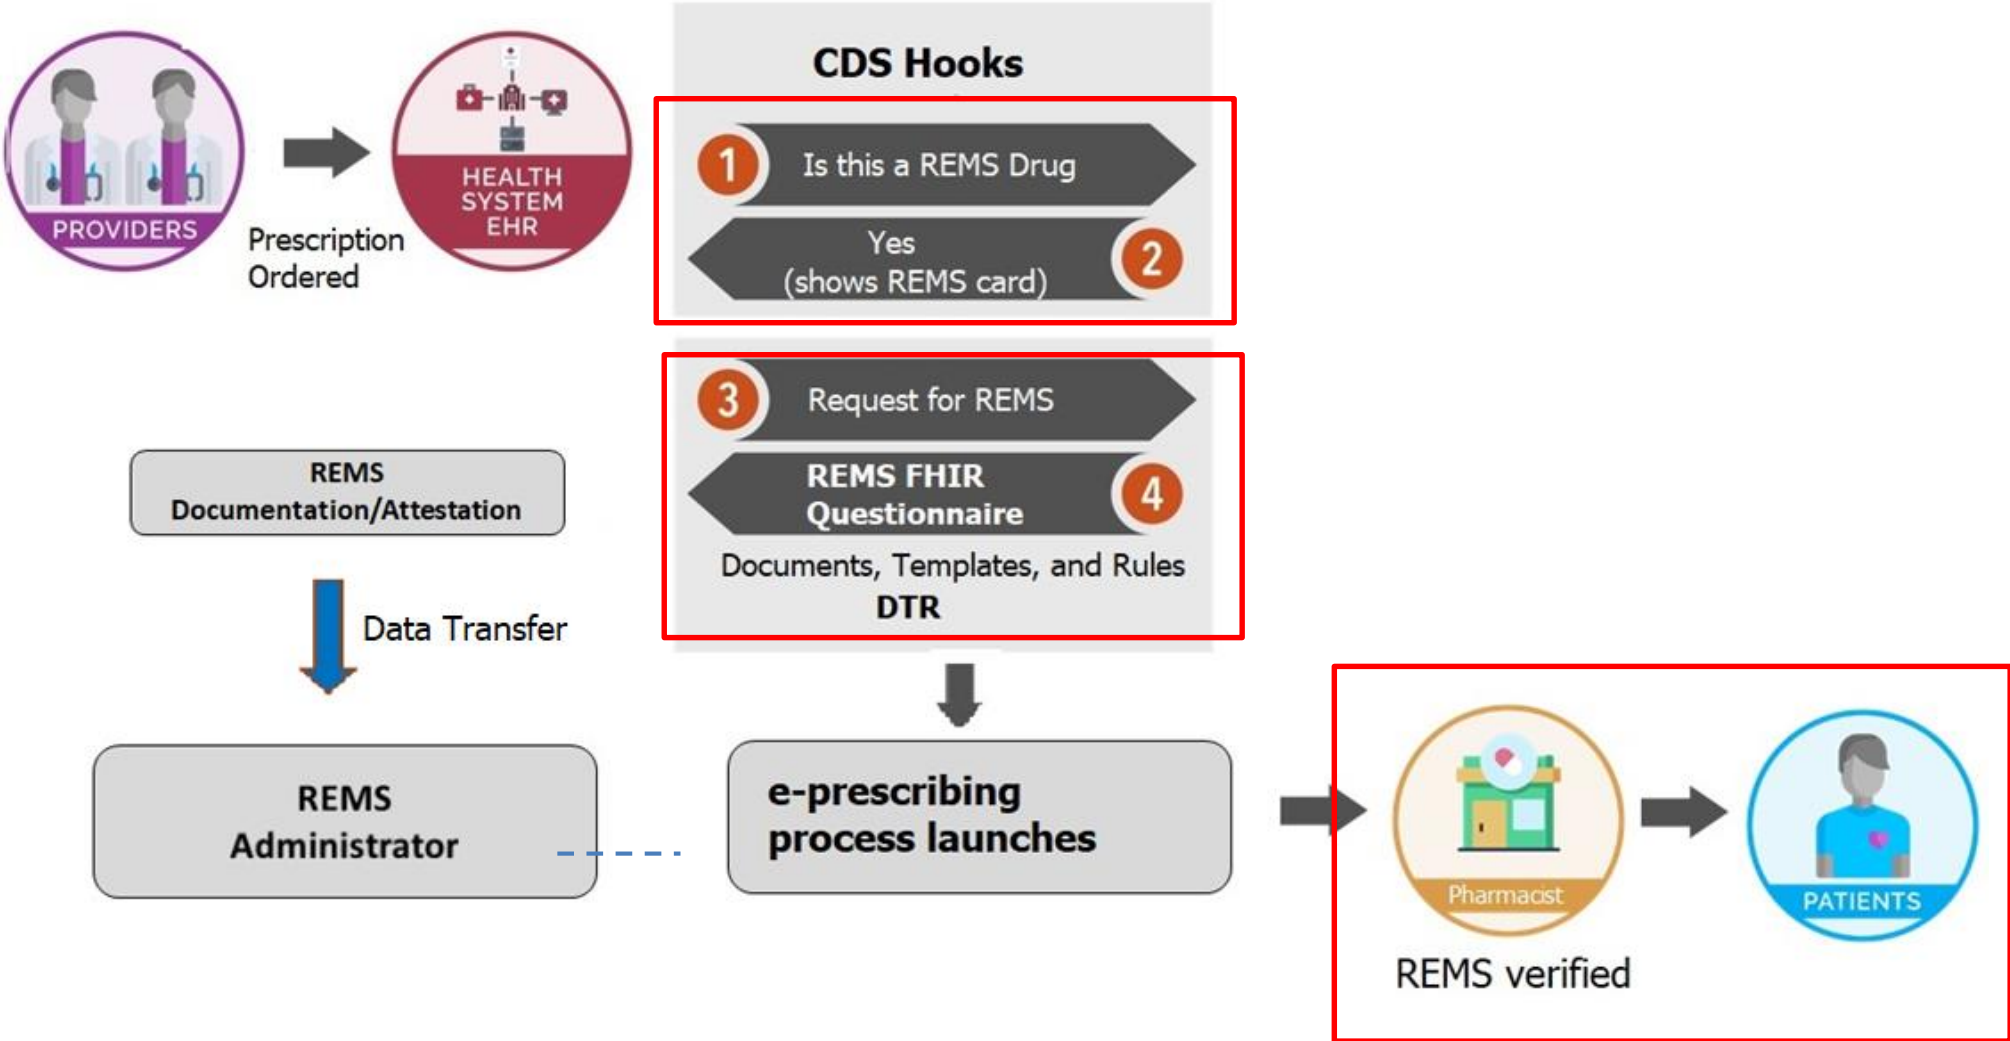 PROVIDERS
Prescription
Ordered
HEALTH
SYSTEM
EHR
CDS Hooks
1
Is this a REMS Drug
Yes
(shows REMS card)
2
3
Request for REMS
REMS FHIR
Questionnaire
4
Documents, Templates, and Rules
DTR
REMS
Documentation/Attestation
Data Transfer
REMS
Administrator
e-prescribing
process launches
Pharmacist
REMS verified
PATIENTS